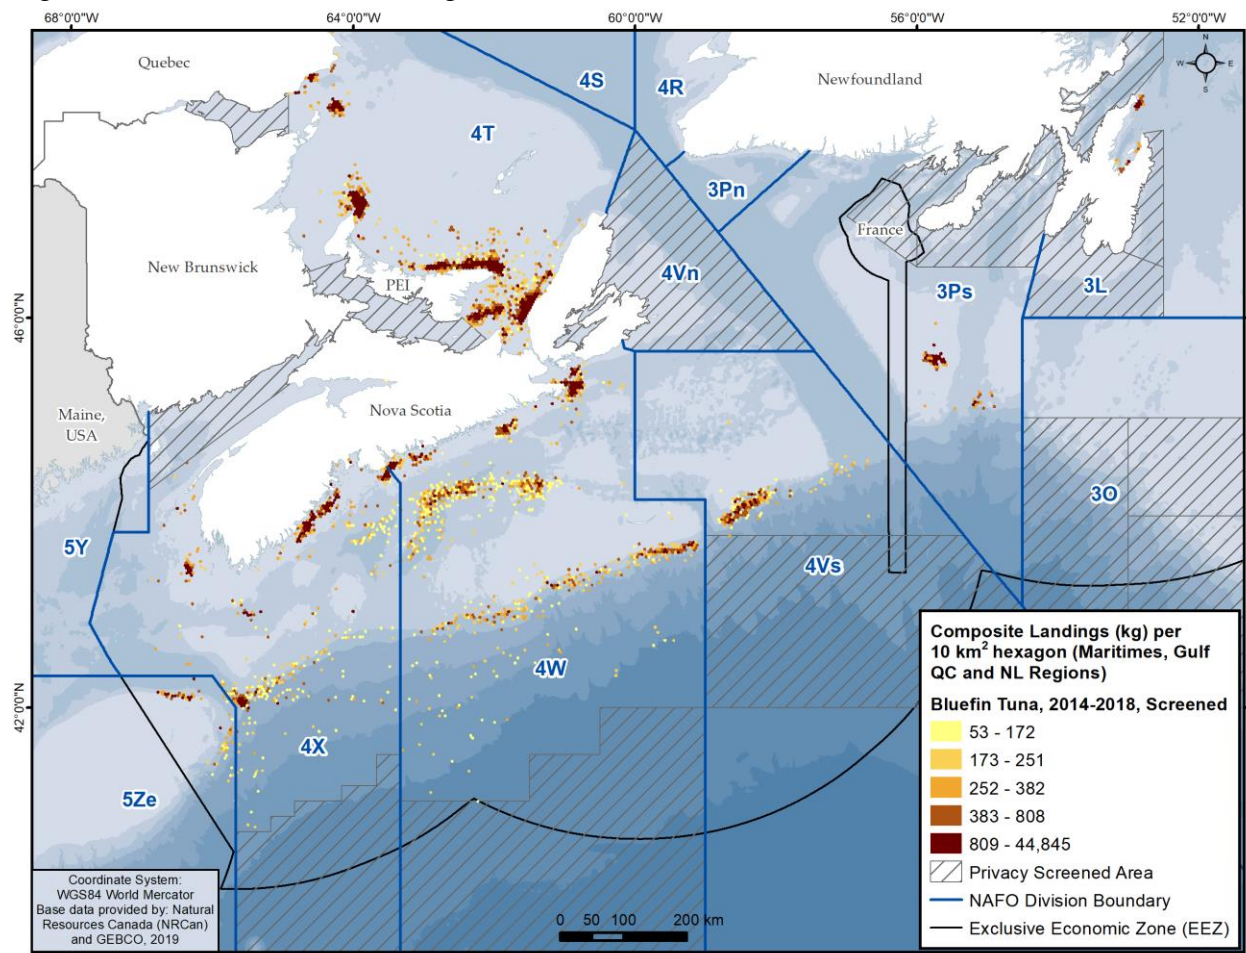 68°0'0"W
64°0'0"W
60°0'0"W
56°0'0"W
52°0'0"W
N
W
E
S
Quebec
4S
4R
Newfoundland
4T
3Pn
France
New Brunswick
PEI
4Vn
3Ps
3L
46°0'0"N
Maine,
USA
Nova Scotia
3O
5Y
4Vs
4W
42°0'0"N
4X
5Ze
Composite Landings (kg) per
10 km² hexagon (Maritimes, Gulf
QC and NL Regions)
Bluefin Tuna, 2014-2018, Screened
53 - 172
173 - 251
252 - 382
383 - 808
809 - 44,845
Privacy Screened Area
NAFO Division Boundary
Exclusive Economic Zone (EEZ)
Coordinate System:
WGS84 World Mercator
Base data provided by: Natural
Resources Canada (NRCan)
and GEBCO, 2019
0 50 100 200 km